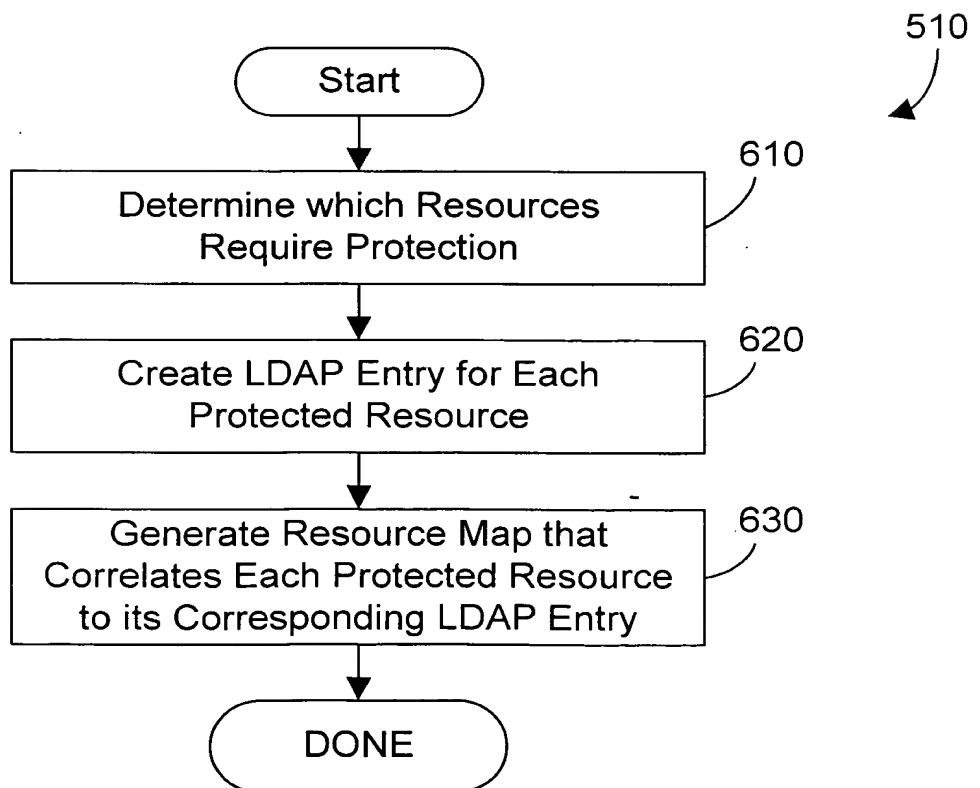 510
Start
610
Determine which Resources
Require Protection
620
Create LDAP Entry for Each
Protected Resource
630
Generate Resource Map that
Correlates Each Protected Resource
to its Corresponding LDAP Entry
DONE